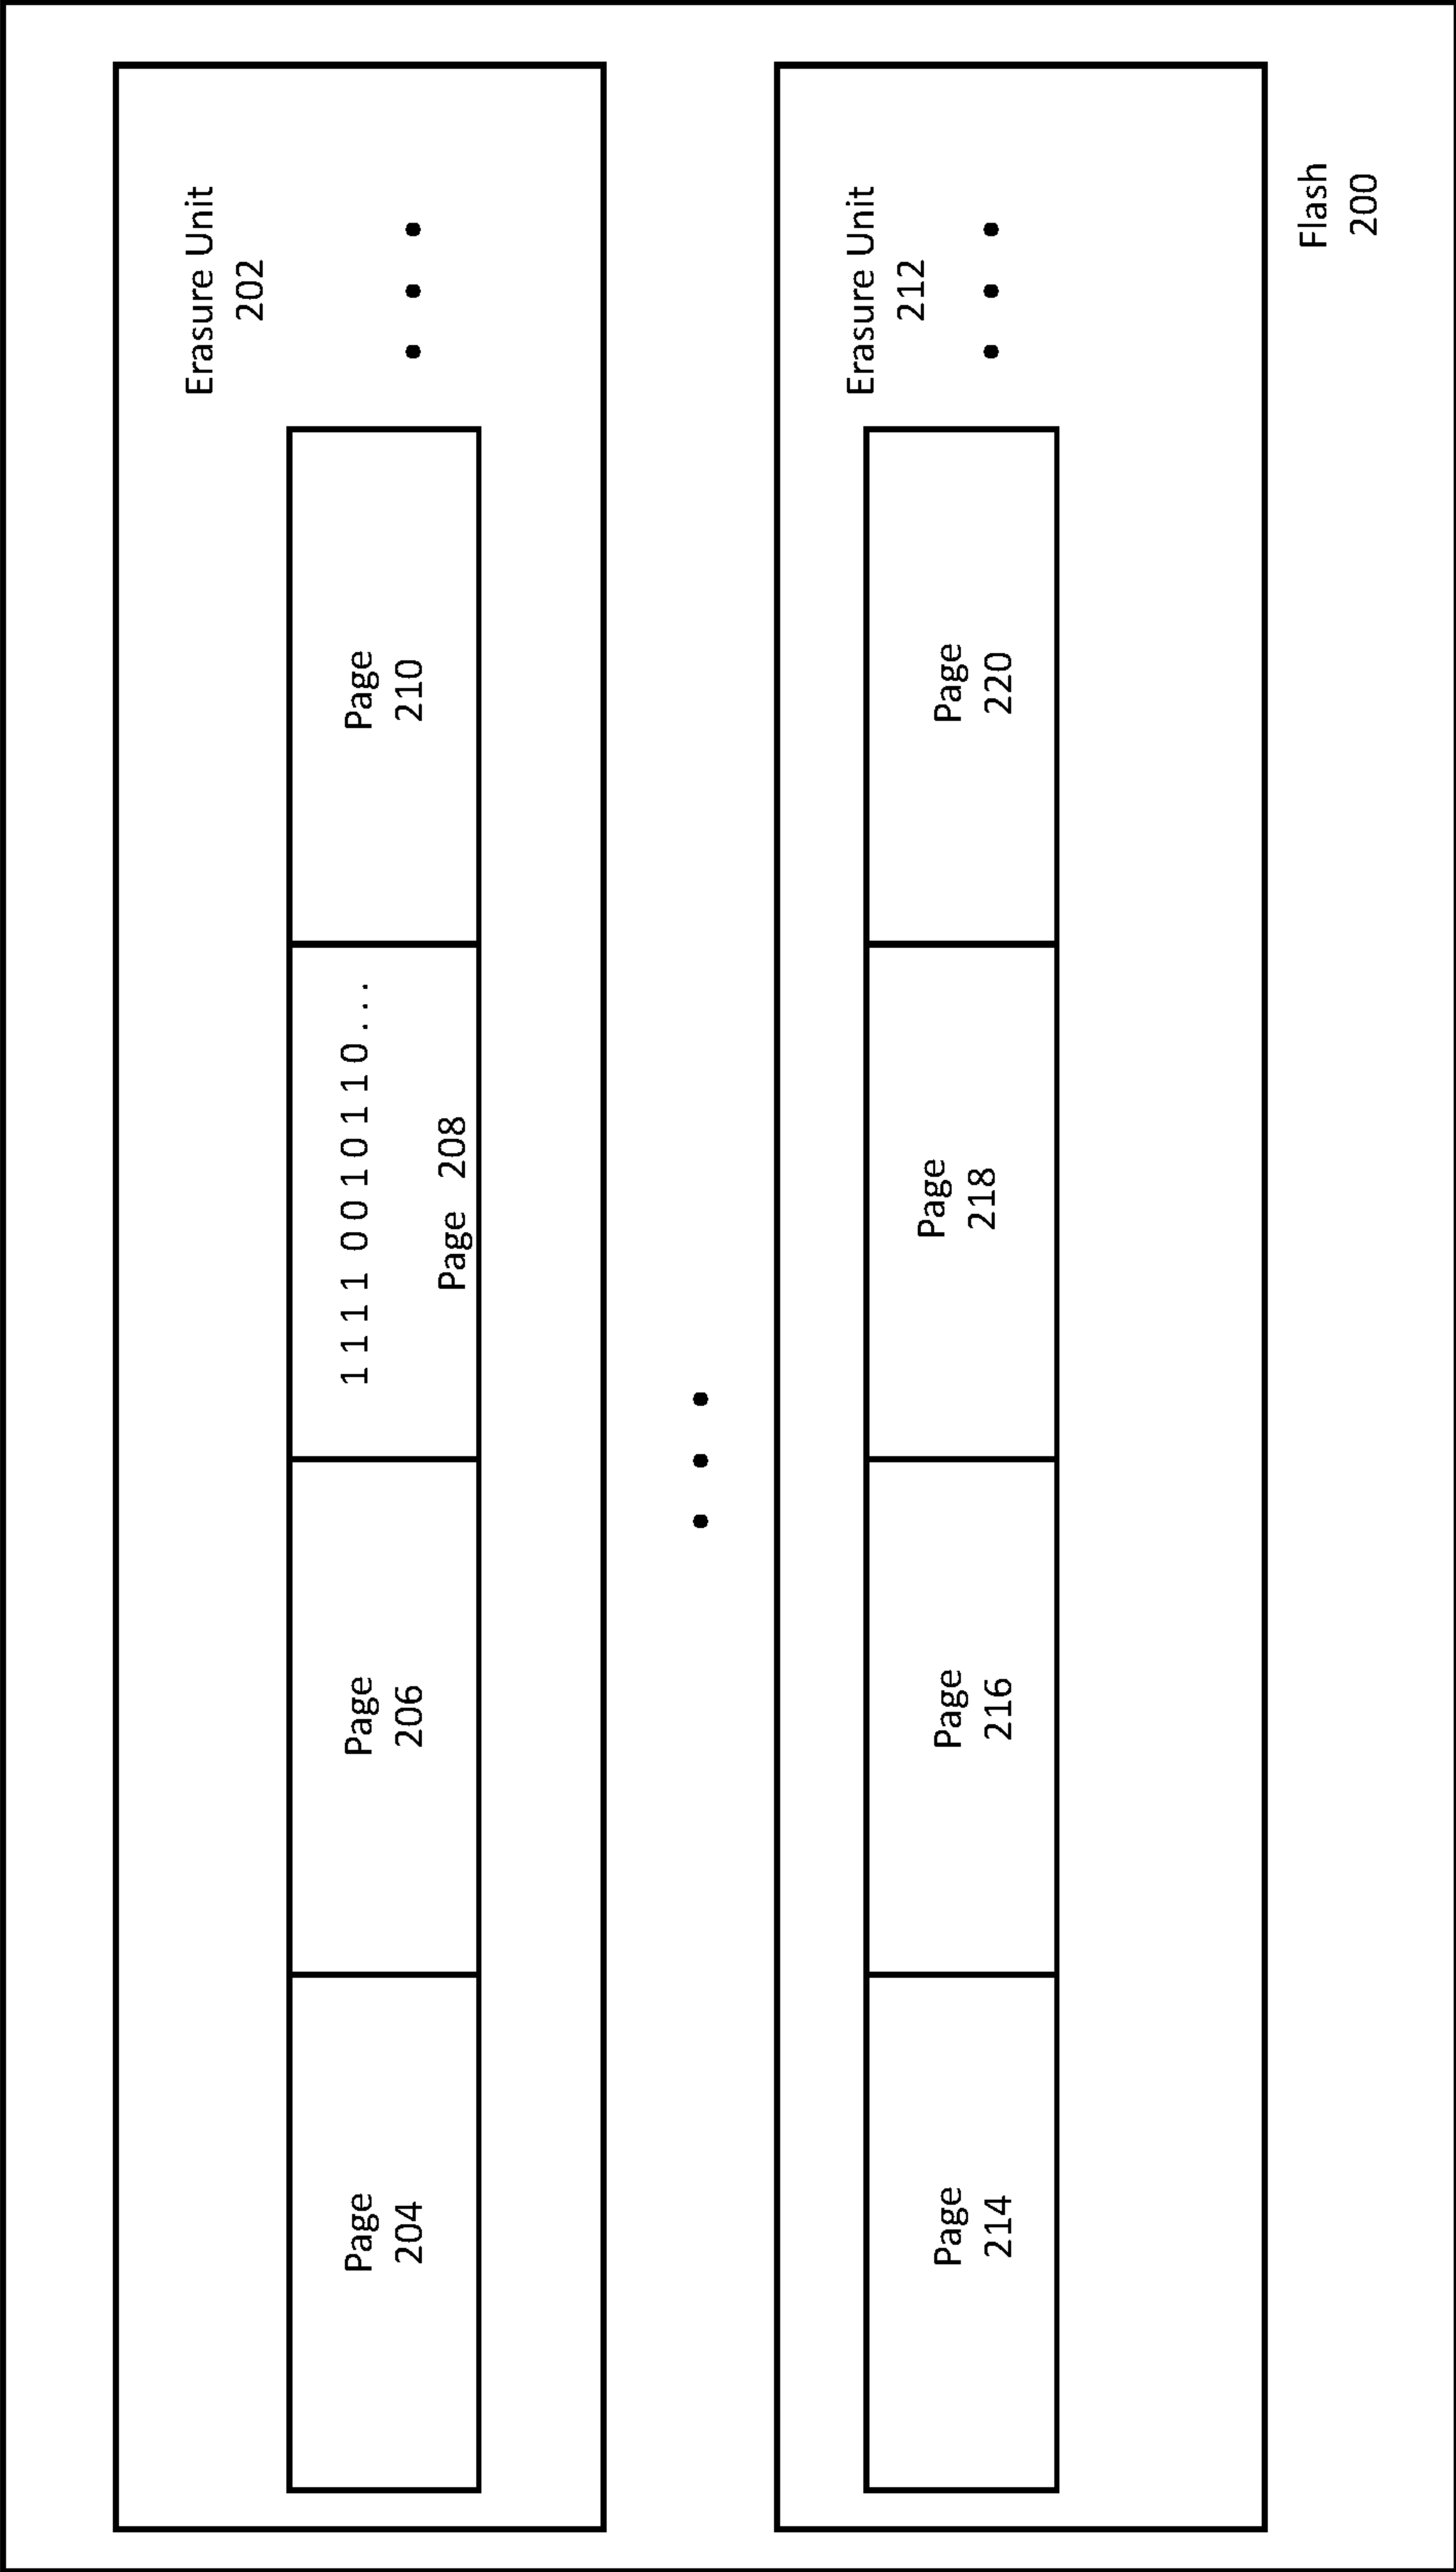 Erasure Unit
202
Page
204
Page
206
1 1 1 1 0 0 1 0 1 1 0 . . .
Page 208
Page
210
Erasure Unit
212
Page
214
Page
216
Page
218
Page
220
Flash
200